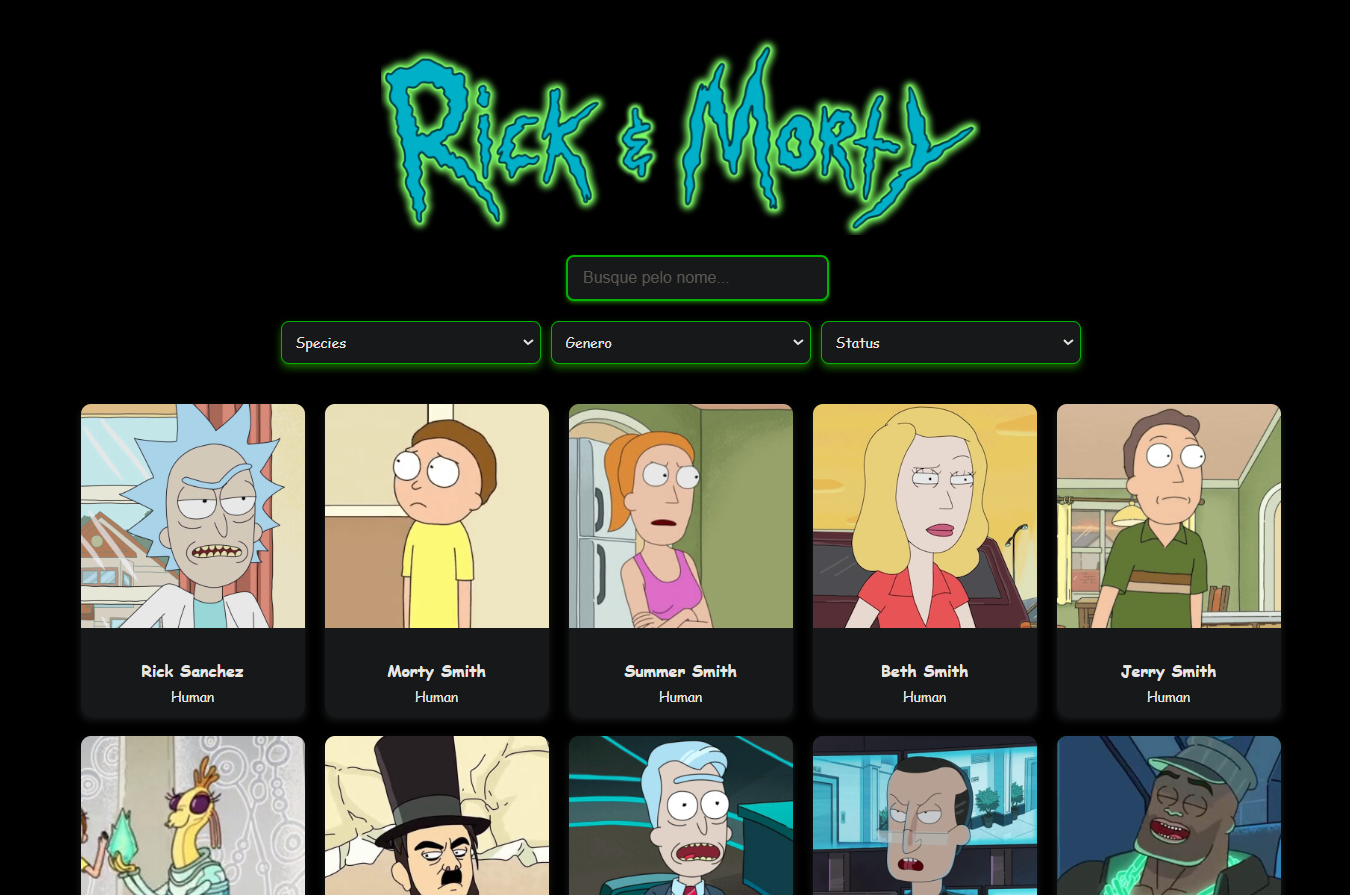 Rick & Morty
Busque pelo nome...
Species
Genero
Status
Rick Sanchez
Human
Morty Smith
Human
Summer Smith
Human
Beth Smith
Human
Jerry Smith
Human